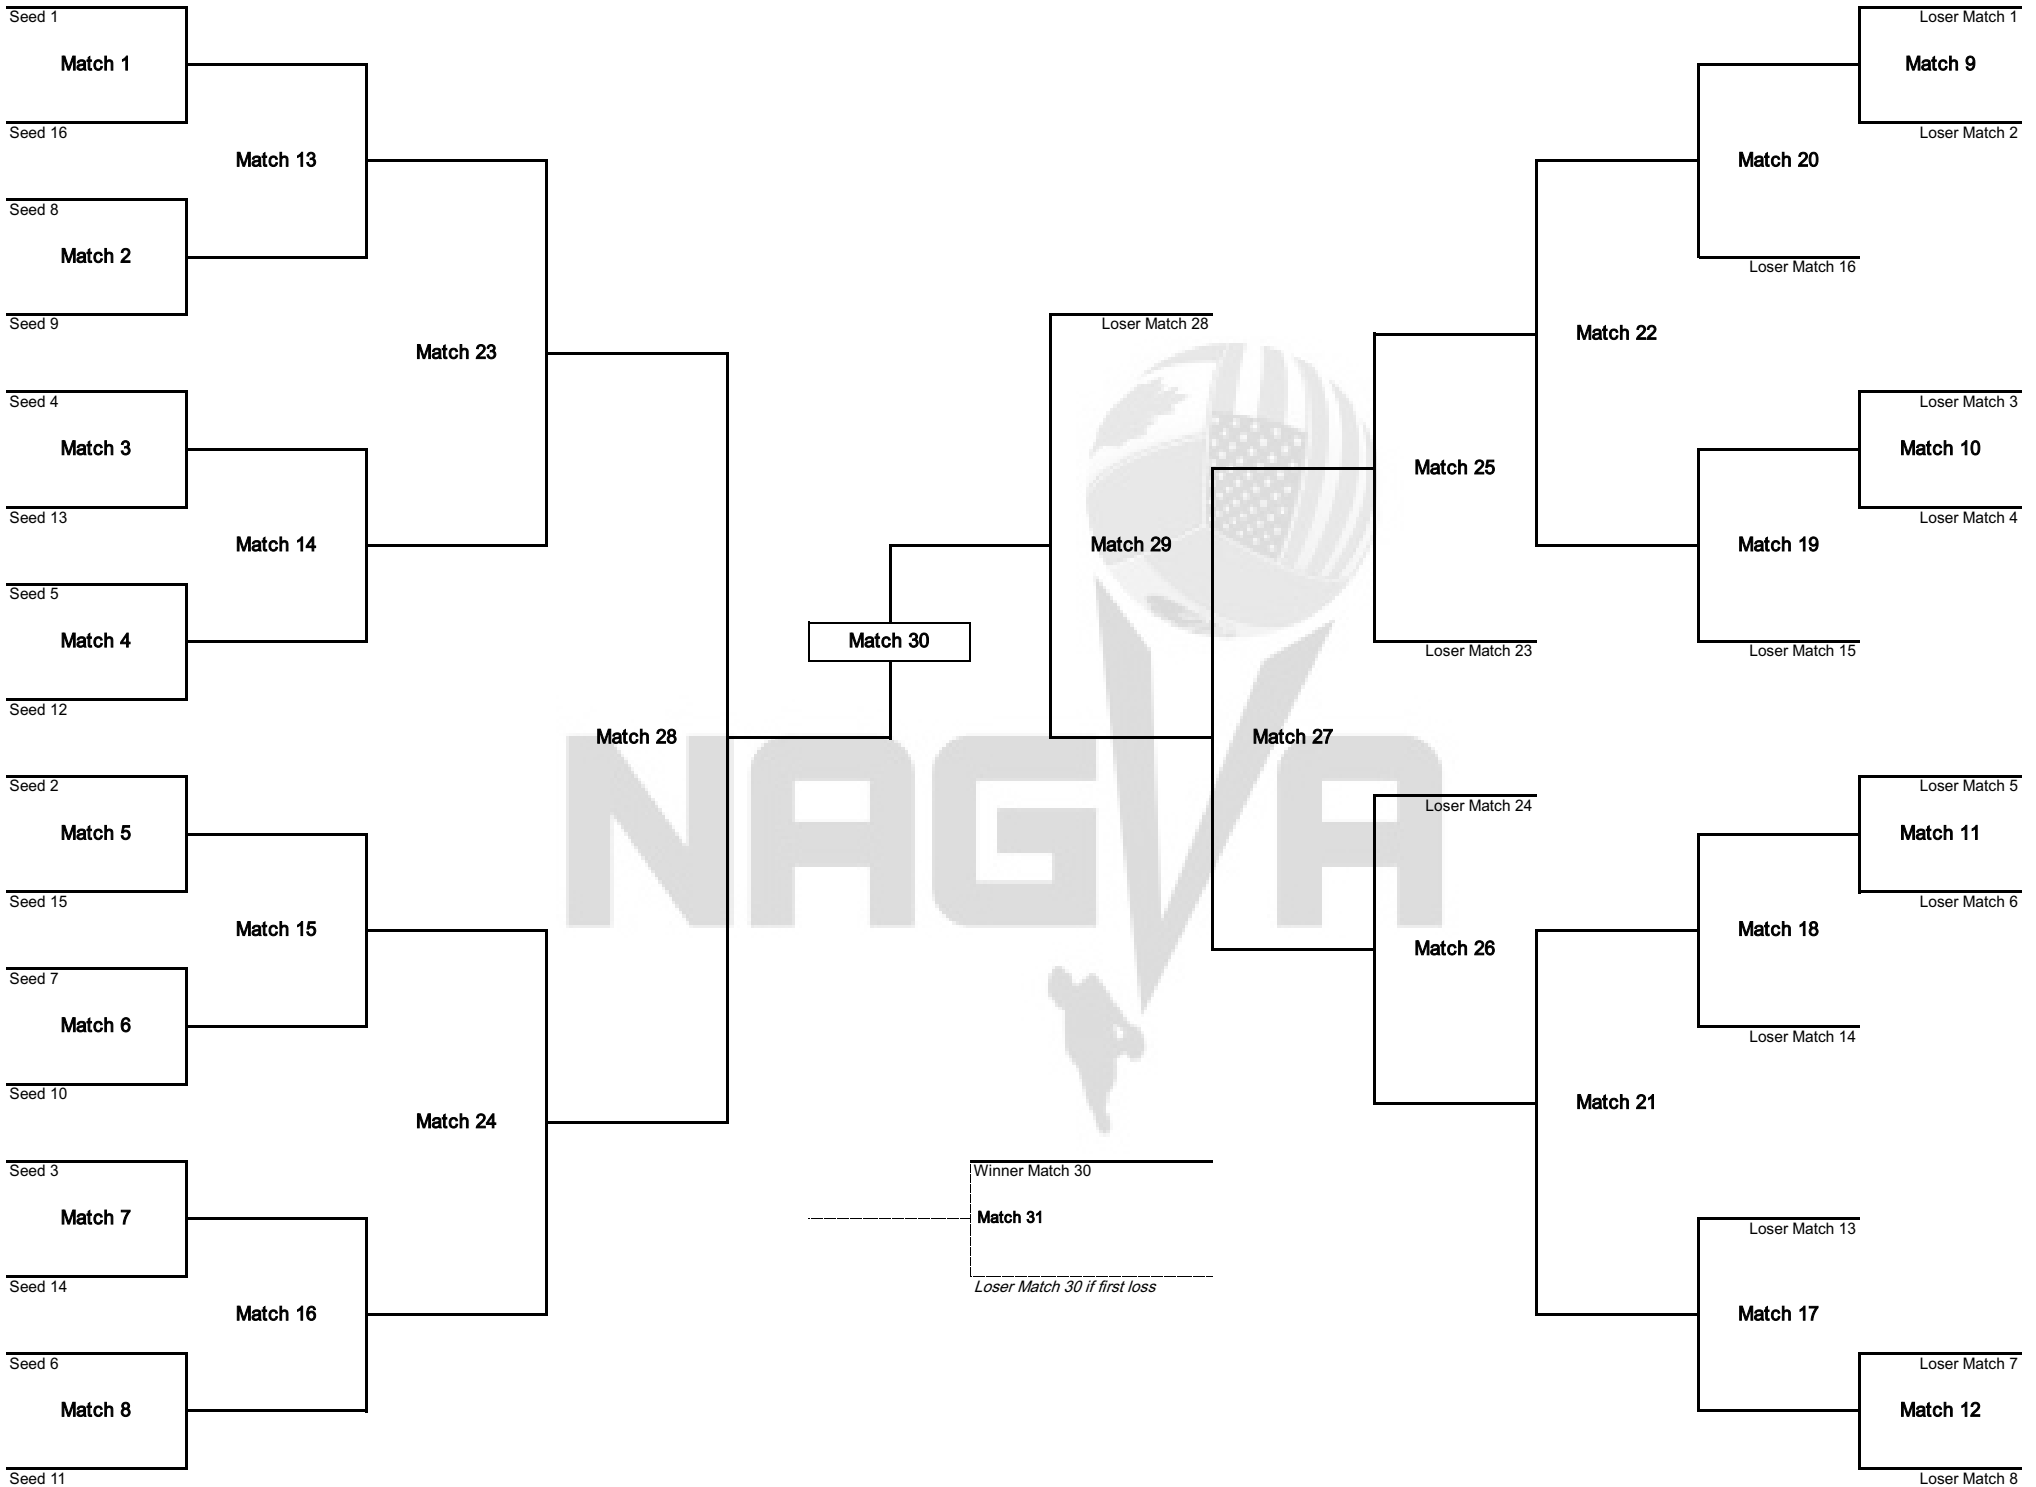 Seed 1
Match 1
Seed 16
Match 13
Seed 8
Match 2
Seed 9
Match 23
Seed 4
Match 3
Seed 13
Match 14
Seed 5
Match 4
Seed 12
Match 28
Seed 2
Match 5
Seed 15
Match 15
Seed 7
Match 6
Seed 10
Match 24
Seed 3
Match 7
Seed 14
Match 16
Seed 6
Match 8
Seed 11
Match 30
Loser Match 28
Match 29
NAGVA
Match 27
Winner Match 30
Match 31
Loser Match 30 if first loss
Match 25
Loser Match 23
Loser Match 24
Match 26
Match 22
Match 21
Loser Match 1
Match 9
Loser Match 2
Match 20
Loser Match 16
Loser Match 3
Match 10
Loser Match 4
Match 19
Loser Match 15
Loser Match 5
Match 11
Loser Match 6
Match 18
Loser Match 14
Loser Match 13
Match 17
Loser Match 7
Match 12
Loser Match 8